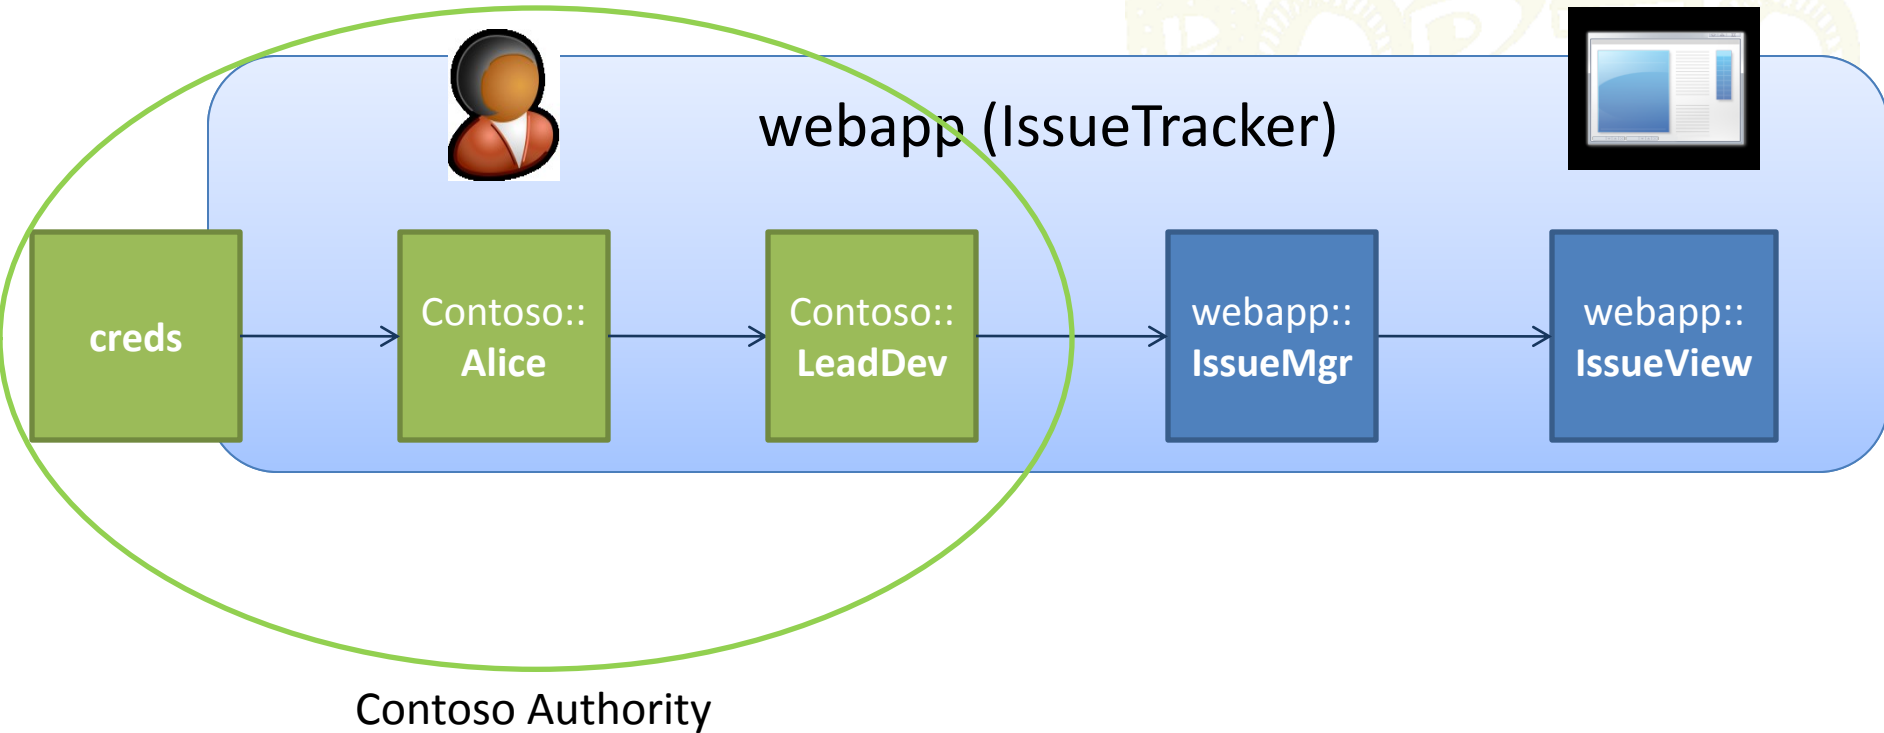 webapp (IssueTracker)
creds
Contoso::
Alice
Contoso::
LeadDev
webapp::
IssueMgr
webapp::
IssueView
Contoso Authority